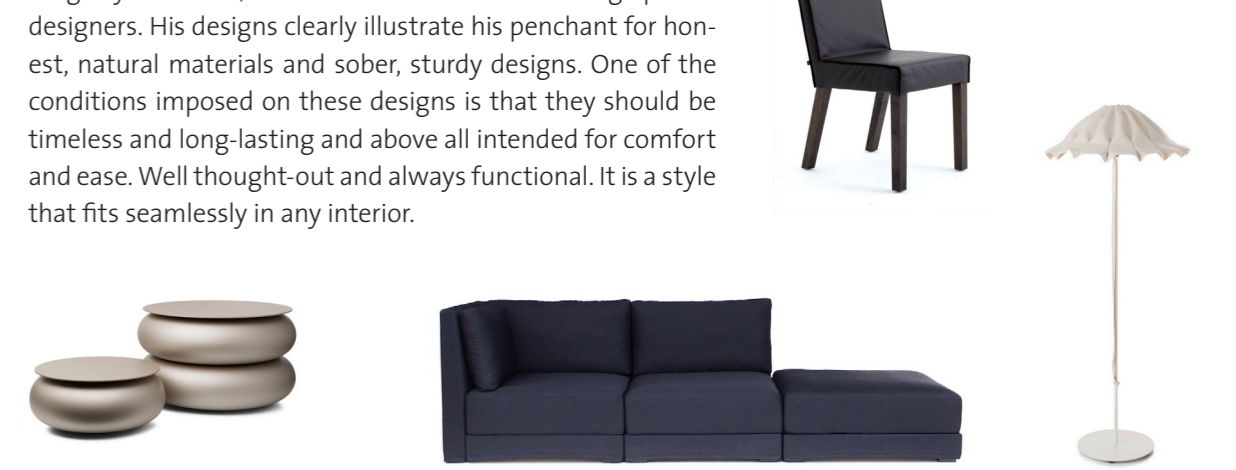 designers. His designs clearly illustrate his penchant for hon-
est, natural materials and sober, sturdy designs. One of the
conditions imposed on these designs is that they should be
timeless and long-lasting and above all intended for comfort
and ease. Well thought-out and always functional. It is a style
that fits seamlessly in any interior.